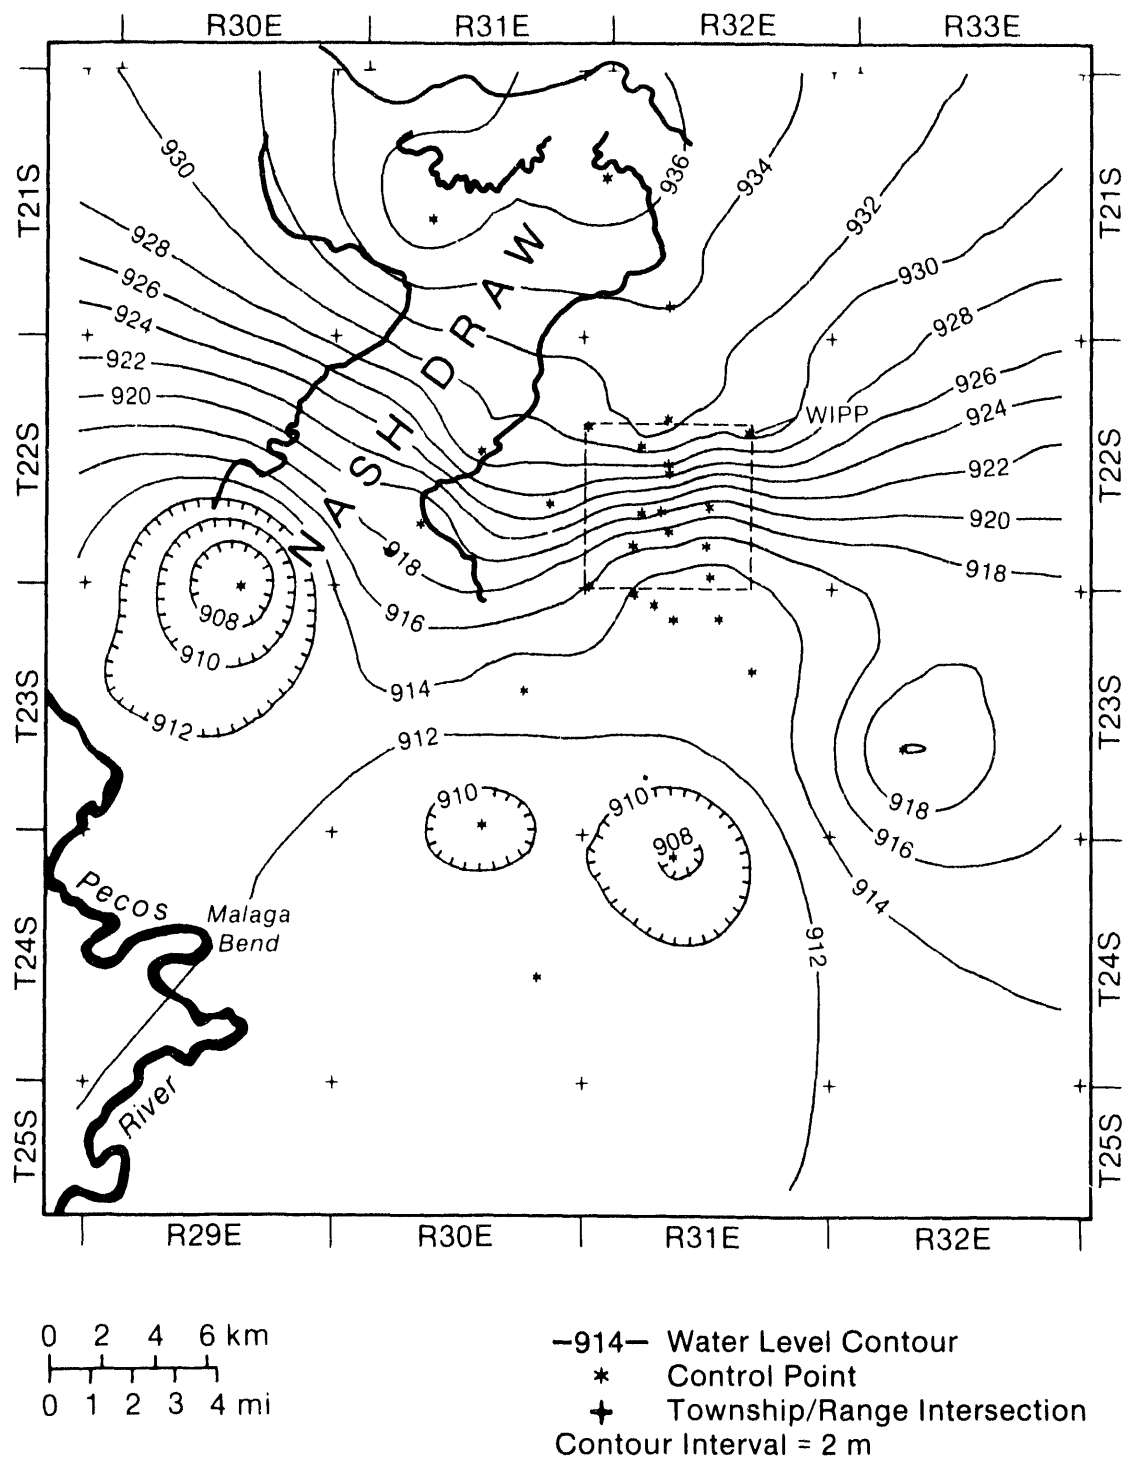 R30E R31E R32E R33E
T21S
T21S
936
934
930
932
928
930
926
924
928
922
926
920
924
WIPP
T22S
T22S
922
920
918
918
916
908
910
914
912
T23S
T23S
912
910
910
918
908
916
914
Pecos
Malaga
Bend
912
T24S
T24S
River
T25S
T25S
NASH DRAW
R29E R30E R31E R32E
0 2 4 6 km
0 1 2 3 4 mi
–914– Water Level Contour
* Control Point
+ Township/Range Intersection
Contour Interval = 2 m